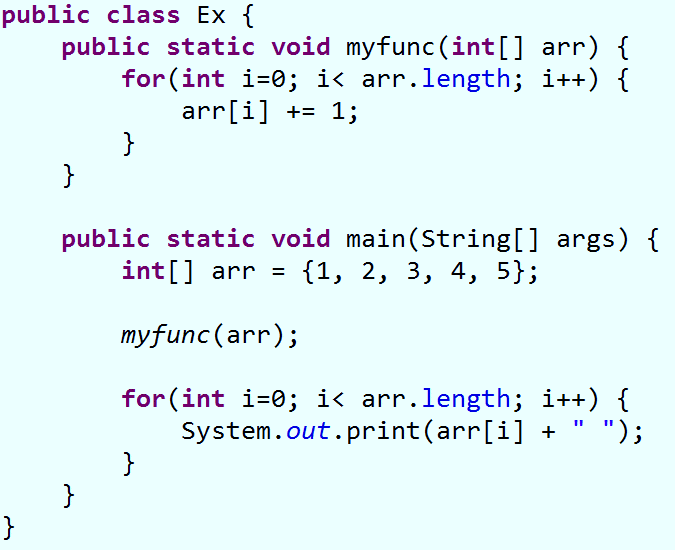 public class Ex {
    public static void myfunc(int[] arr) {
        for(int i=0; i< arr.length; i++) {
            arr[i] += 1;
        }
    }

    public static void main(String[] args) {
        int[] arr = {1, 2, 3, 4, 5};

        myfunc(arr);

        for(int i=0; i< arr.length; i++) {
            System.out.print(arr[i] + " ");
        }
    }
}